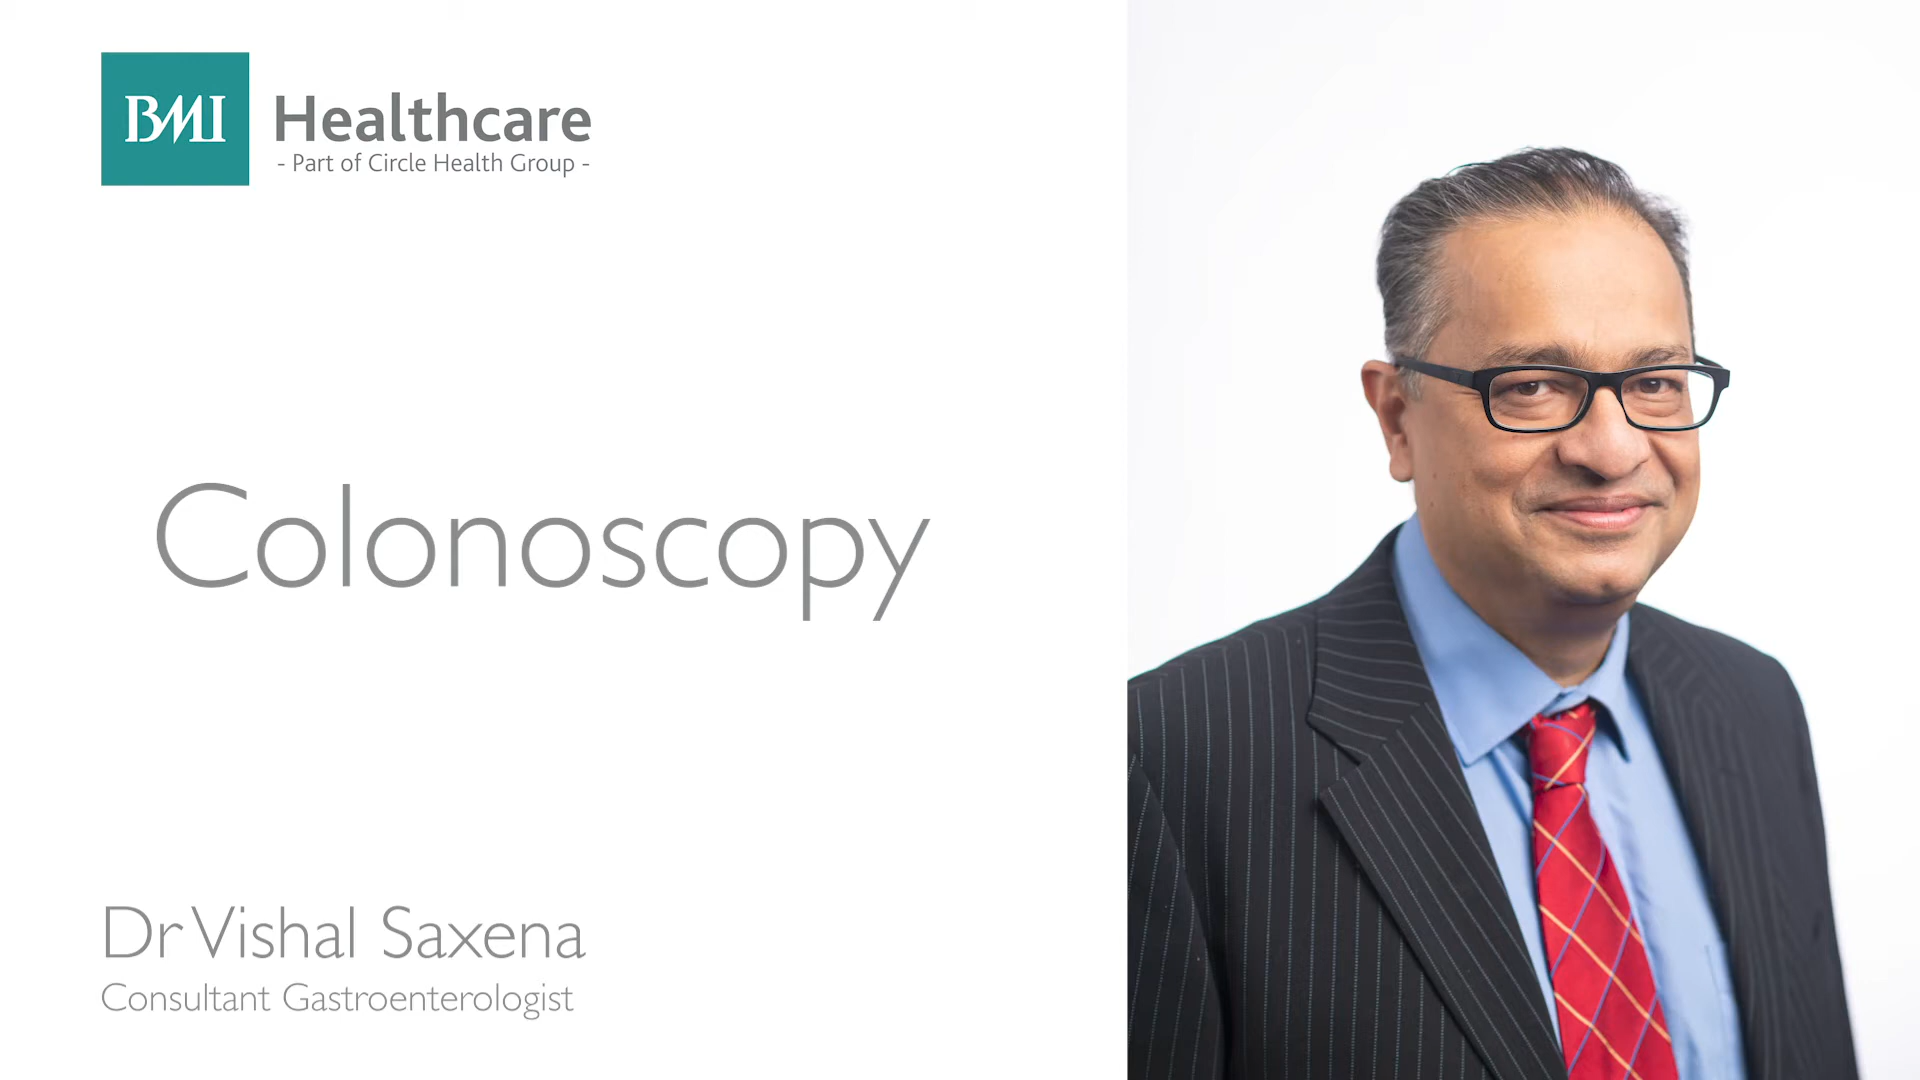 BMI Healthcare
- Part of Circle Health Group -
Colonoscopy
Dr Vishal Saxena
Consultant Gastroenterologist